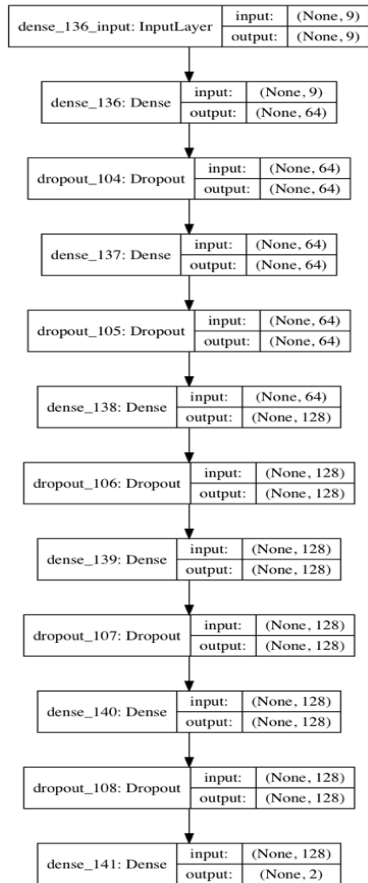 dense_136_input: InputLayer
input: (None, 9)
output: (None, 9)
dense_136: Dense
input: (None, 9)
output: (None, 64)
dropout_104: Dropout
input: (None, 64)
output: (None, 64)
dense_137: Dense
input: (None, 64)
output: (None, 64)
dropout_105: Dropout
input: (None, 64)
output: (None, 64)
dense_138: Dense
input: (None, 64)
output: (None, 128)
dropout_106: Dropout
input: (None, 128)
output: (None, 128)
dense_139: Dense
input: (None, 128)
output: (None, 128)
dropout_107: Dropout
input: (None, 128)
output: (None, 128)
dense_140: Dense
input: (None, 128)
output: (None, 128)
dropout_108: Dropout
input: (None, 128)
output: (None, 128)
dense_141: Dense
input: (None, 128)
output: (None, 2)